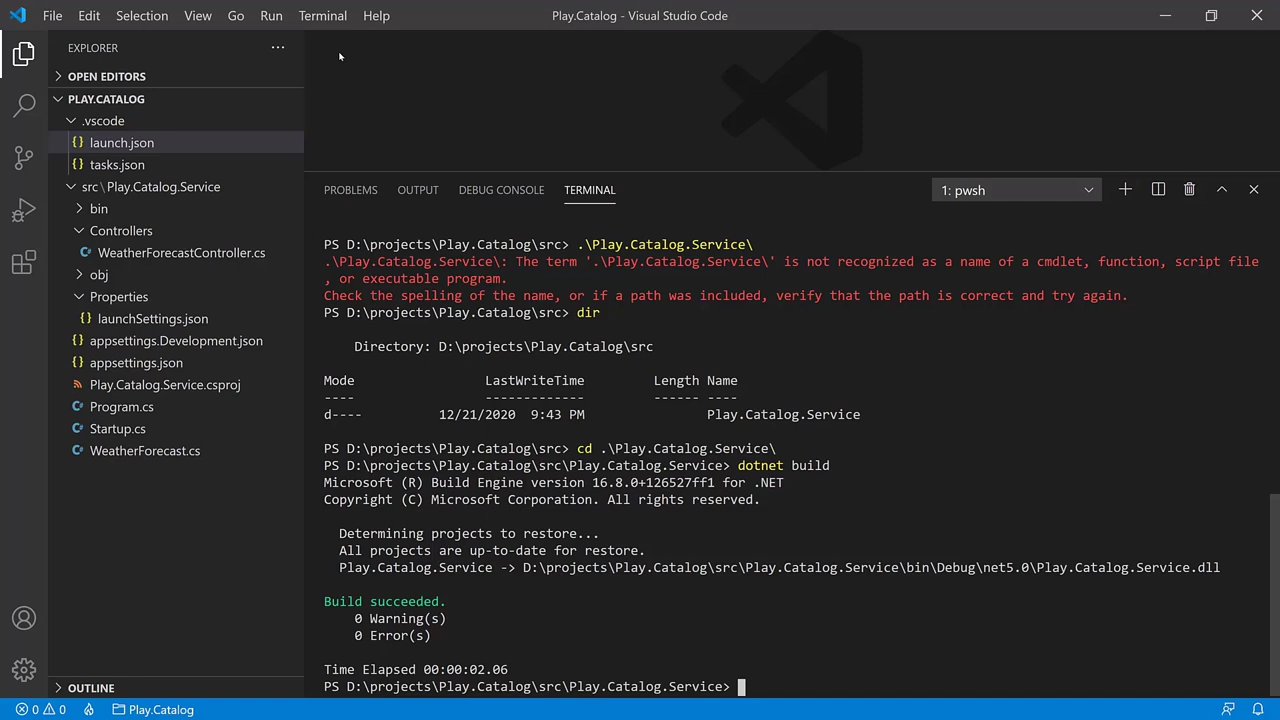 File Edit Selection View Go Run Terminal Help
Play.Catalog - Visual Studio Code
EXPLORER
OPEN EDITORS
PLAY.CATALOG
.vscode
{} launch.json
{} tasks.json
src\Play.Catalog.Service
bin
Controllers
C# WeatherForecastController.cs
obj
Properties
{} launchSettings.json
{} appsettings.Development.json
{} appsettings.json
Play.Catalog.Service.csproj
C# Program.cs
C# Startup.cs
C# WeatherForecast.cs
OUTLINE
PROBLEMS OUTPUT DEBUG CONSOLE TERMINAL
1: pwsh
PS D:\projects\Play.Catalog\src> .\Play.Catalog.Service\
.\Play.Catalog.Service\: The term '.\Play.Catalog.Service\' is not recognized as a name of a cmdlet, function, script file
, or executable program.
Check the spelling of the name, or if a path was included, verify that the path is correct and try again.
PS D:\projects\Play.Catalog\src> dir
Directory: D:\projects\Play.Catalog\src
Mode LastWriteTime Length Name
---- ------------- ------ ----
d---- 12/21/2020 9:43 PM Play.Catalog.Service
PS D:\projects\Play.Catalog\src> cd .\Play.Catalog.Service\
PS D:\projects\Play.Catalog\src\Play.Catalog.Service> dotnet build
Microsoft (R) Build Engine version 16.8.0+126527ff1 for .NET
Copyright (C) Microsoft Corporation. All rights reserved.
Determining projects to restore...
All projects are up-to-date for restore.
Play.Catalog.Service -> D:\projects\Play.Catalog\src\Play.Catalog.Service\bin\Debug\net5.0\Play.Catalog.Service.dll
Build succeeded.
0 Warning(s)
0 Error(s)
Time Elapsed 00:00:02.06
PS D:\projects\Play.Catalog\src\Play.Catalog.Service>
0 0 Play.Catalog